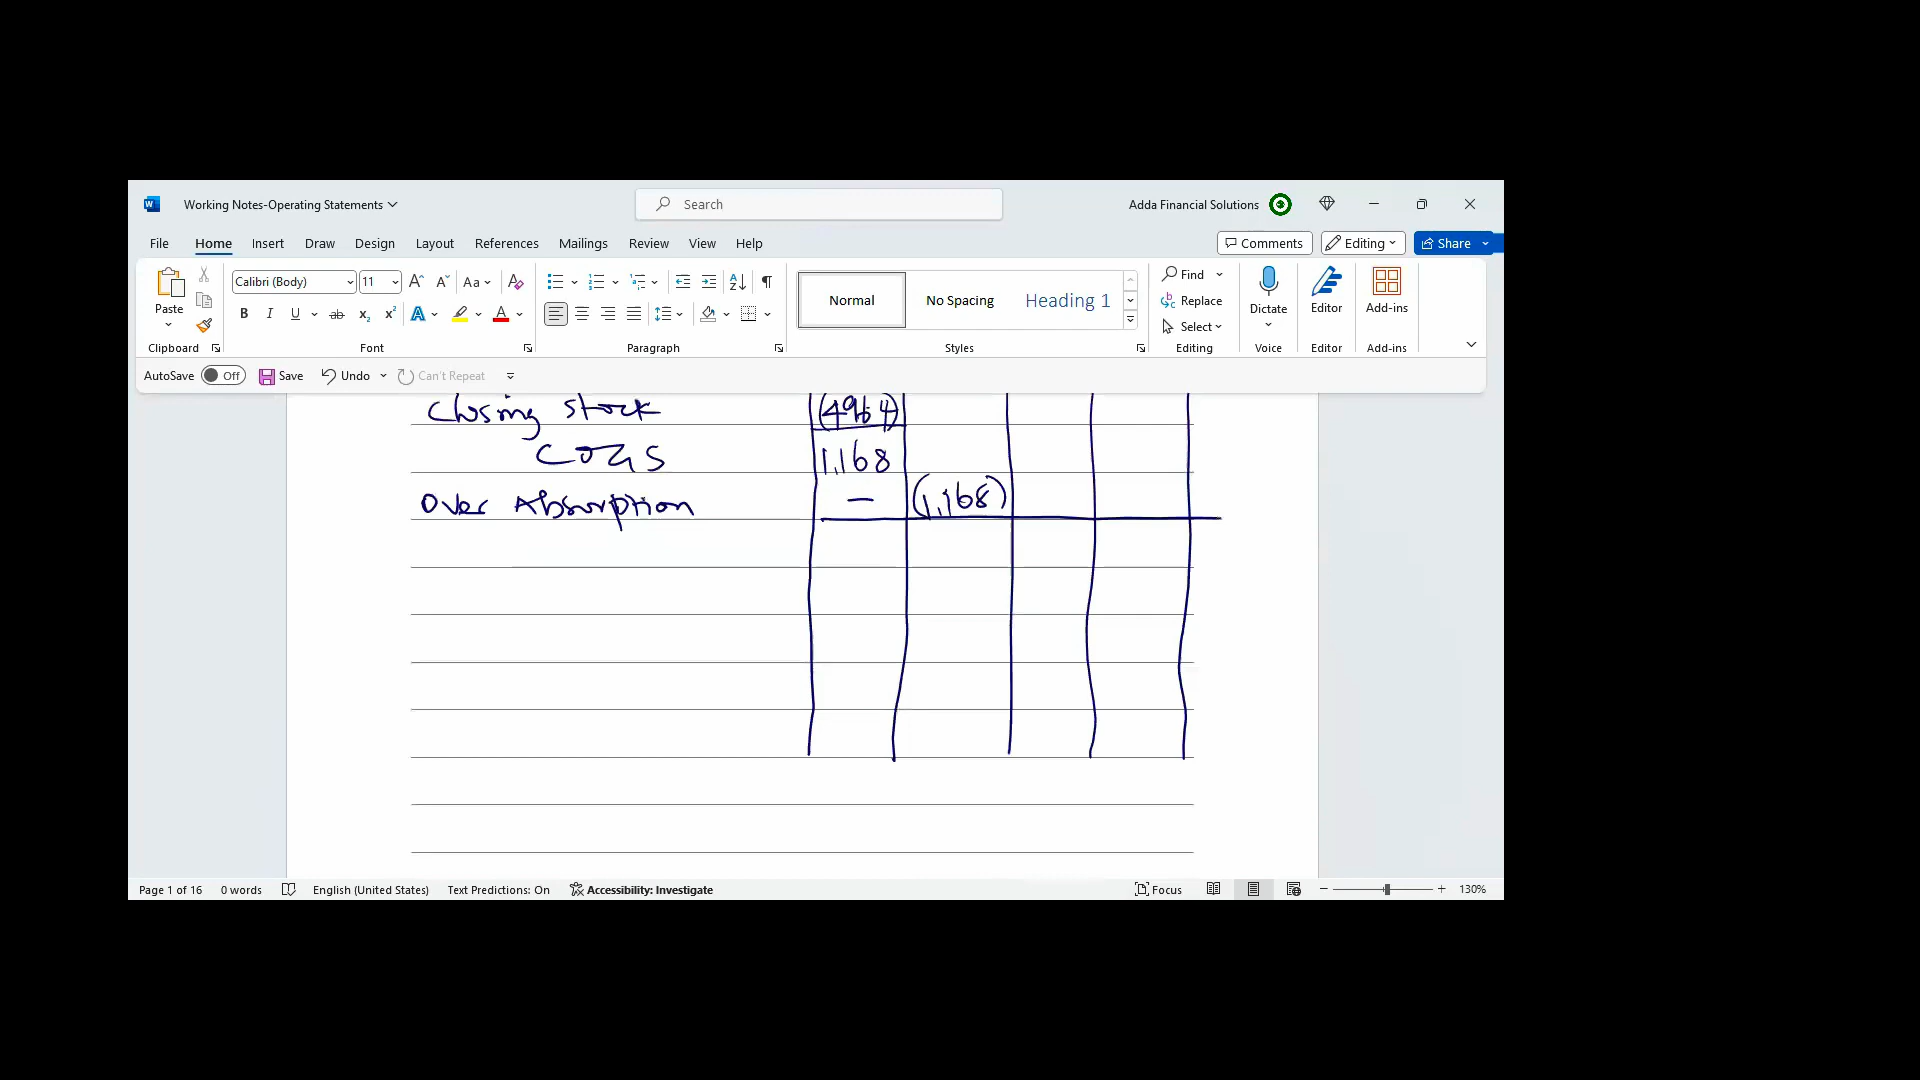 Working Notes-Operating Statements
Search
Adda Financial Solutions
File Home Insert Draw Design Layout References Mailings Review View Help
Comments Editing Share
Paste
Calibri (Body) 11 Aa
B I U ab x₂ x² A A
Normal No Spacing Heading 1
Find
Replace
Select
Dictate
Editor
Add-ins
Clipboard Font Paragraph Styles Editing Voice Editor Add-ins
AutoSave Off Save Undo Can't Repeat
Closing stock (4964)
COGS 1,168
Over Absorption — (1,168)
Page 1 of 16 0 words English (United States) Text Predictions: On Accessibility: Investigate Focus 130%